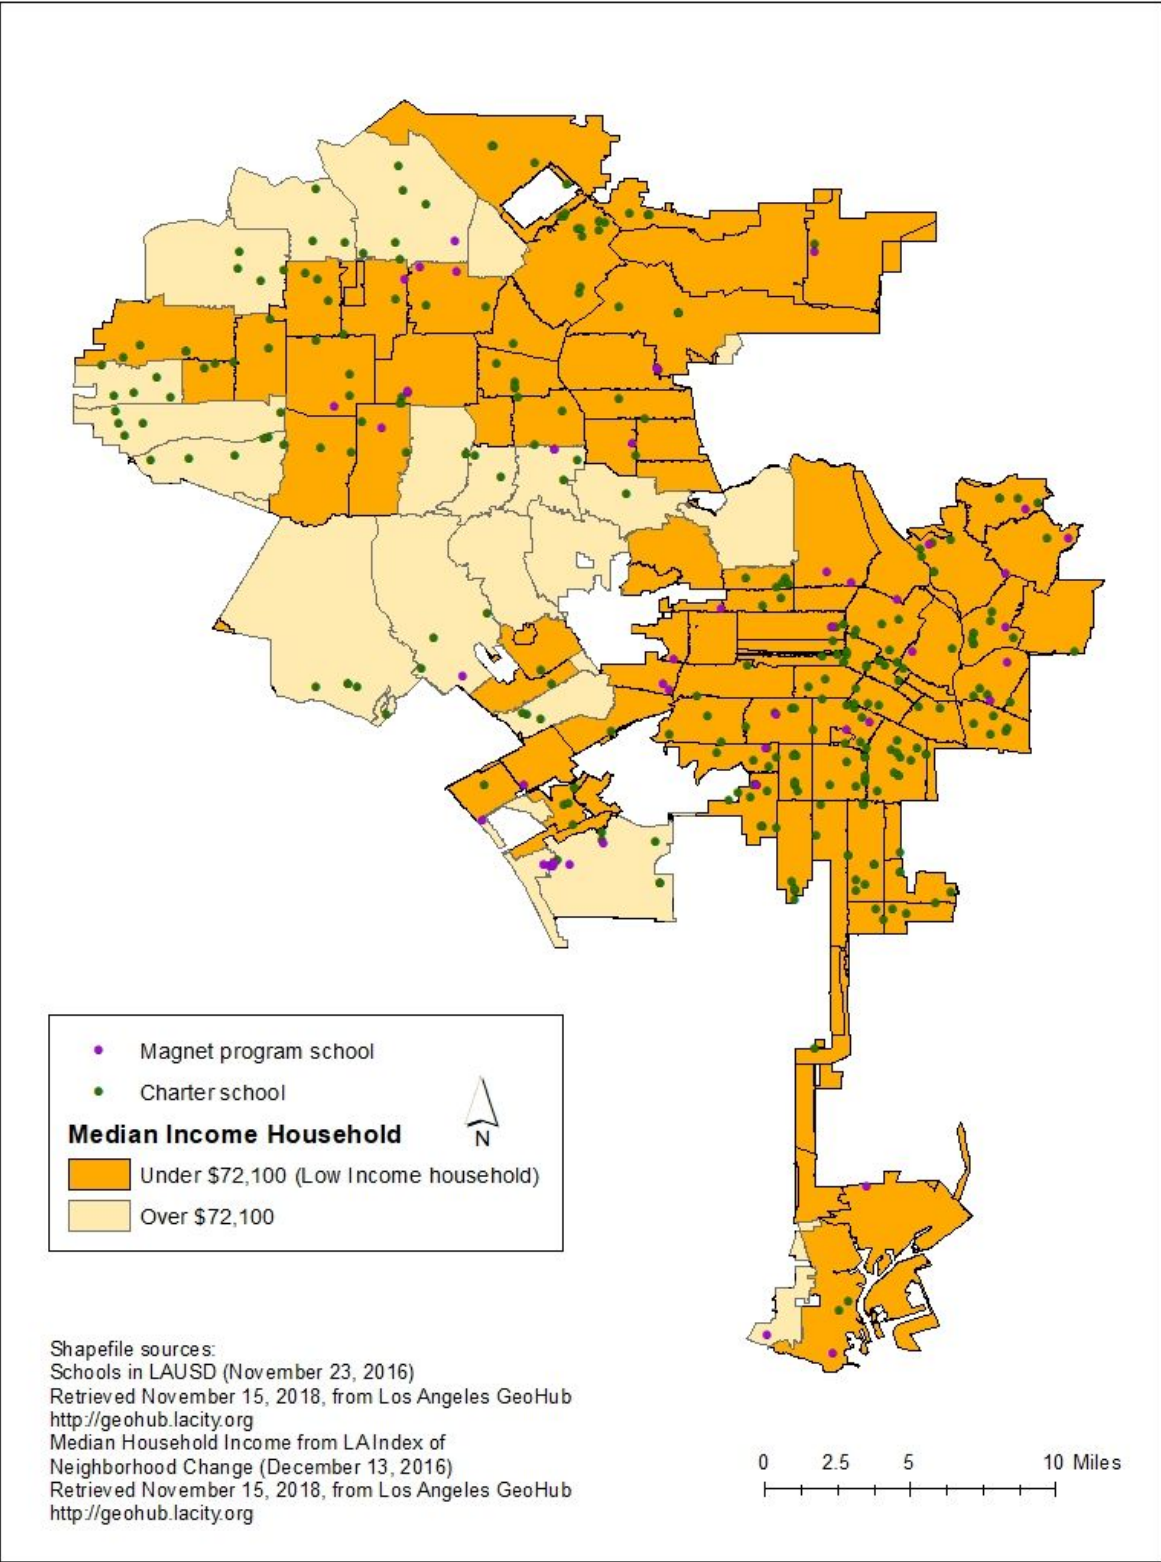 Magnet program school
Charter school
N
Median Income Household
Under $72,100 (Low Income household)
Over $72,100
Shapefile sources:
Schools in LAUSD (November 23, 2016)
Retrieved November 15, 2018, from Los Angeles GeoHub
http://geohub.lacity.org
Median Household Income from LA Index of
Neighborhood Change (December 13, 2016)
Retrieved November 15, 2018, from Los Angeles GeoHub
http://geohub.lacity.org
0 2.5 5 10 Miles